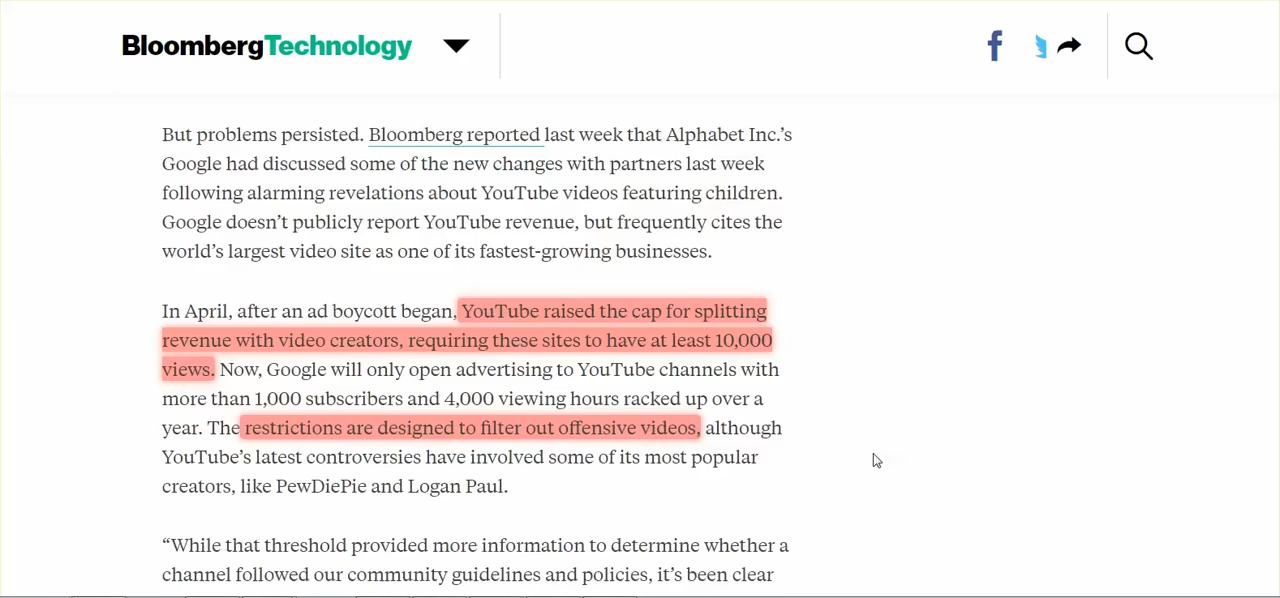 BloombergTechnology
But problems persisted. Bloomberg reported last week that Alphabet Inc.’s
Google had discussed some of the new changes with partners last week
following alarming revelations about YouTube videos featuring children.
Google doesn’t publicly report YouTube revenue, but frequently cites the
world’s largest video site as one of its fastest-growing businesses.
In April, after an ad boycott began, YouTube raised the cap for splitting
revenue with video creators, requiring these sites to have at least 10,000
views. Now, Google will only open advertising to YouTube channels with
more than 1,000 subscribers and 4,000 viewing hours racked up over a
year. The restrictions are designed to filter out offensive videos, although
YouTube’s latest controversies have involved some of its most popular
creators, like PewDiePie and Logan Paul.
“While that threshold provided more information to determine whether a
channel followed our community guidelines and policies, it’s been clear